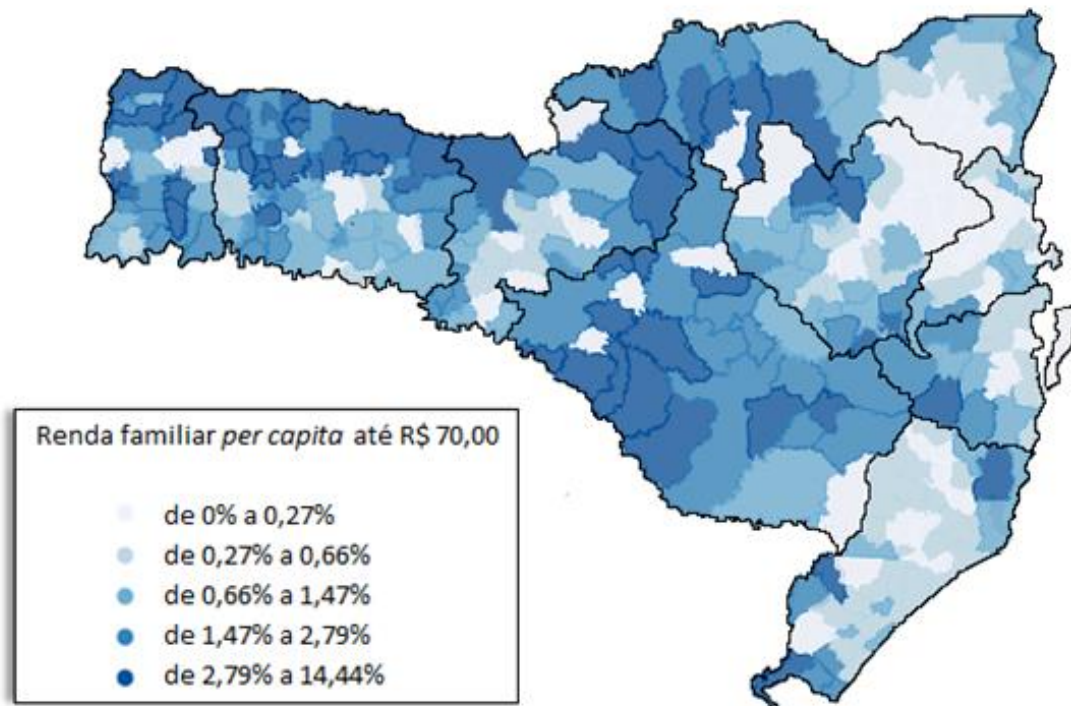 Renda familiar per capita até R$ 70,00
de 0% a 0,27%
de 0,27% a 0,66%
de 0,66% a 1,47%
de 1,47% a 2,79%
de 2,79% a 14,44%